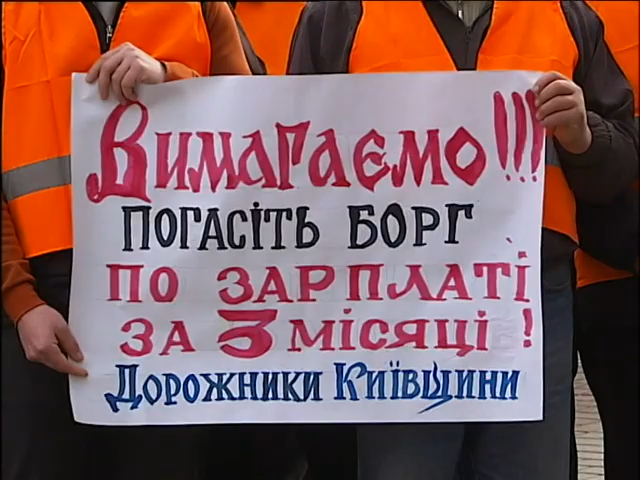 Вимагаємо!!!
ПОГАСІТЬ БОРГ
ПО ЗАРПЛАТІ
ЗА 3 МІСЯЦІ!
Дорожники Київщини